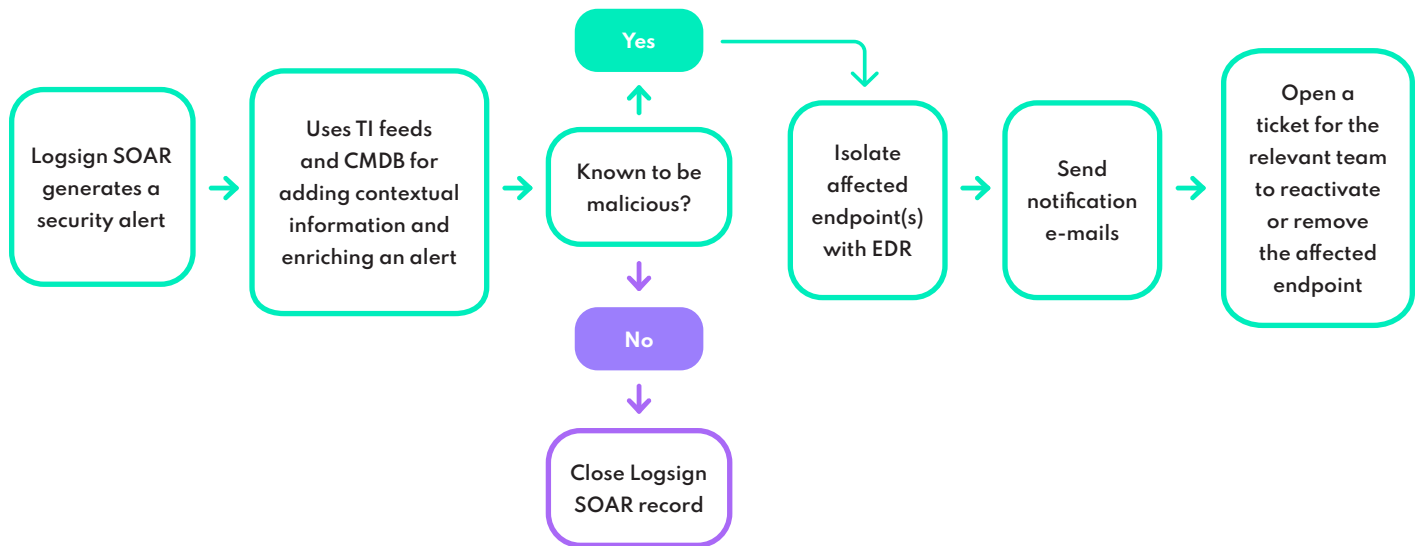 Logsign SOAR
generates a
security alert
Uses TI feeds
and CMDB for
adding contextual
information and
enriching an alert
Known to be
malicious?
Yes
No
Close Logsign
SOAR record
Isolate
affected
endpoint(s)
with EDR
Send
notification
e-mails
Open a
ticket for the
relevant team
to reactivate
or remove
the affected
endpoint